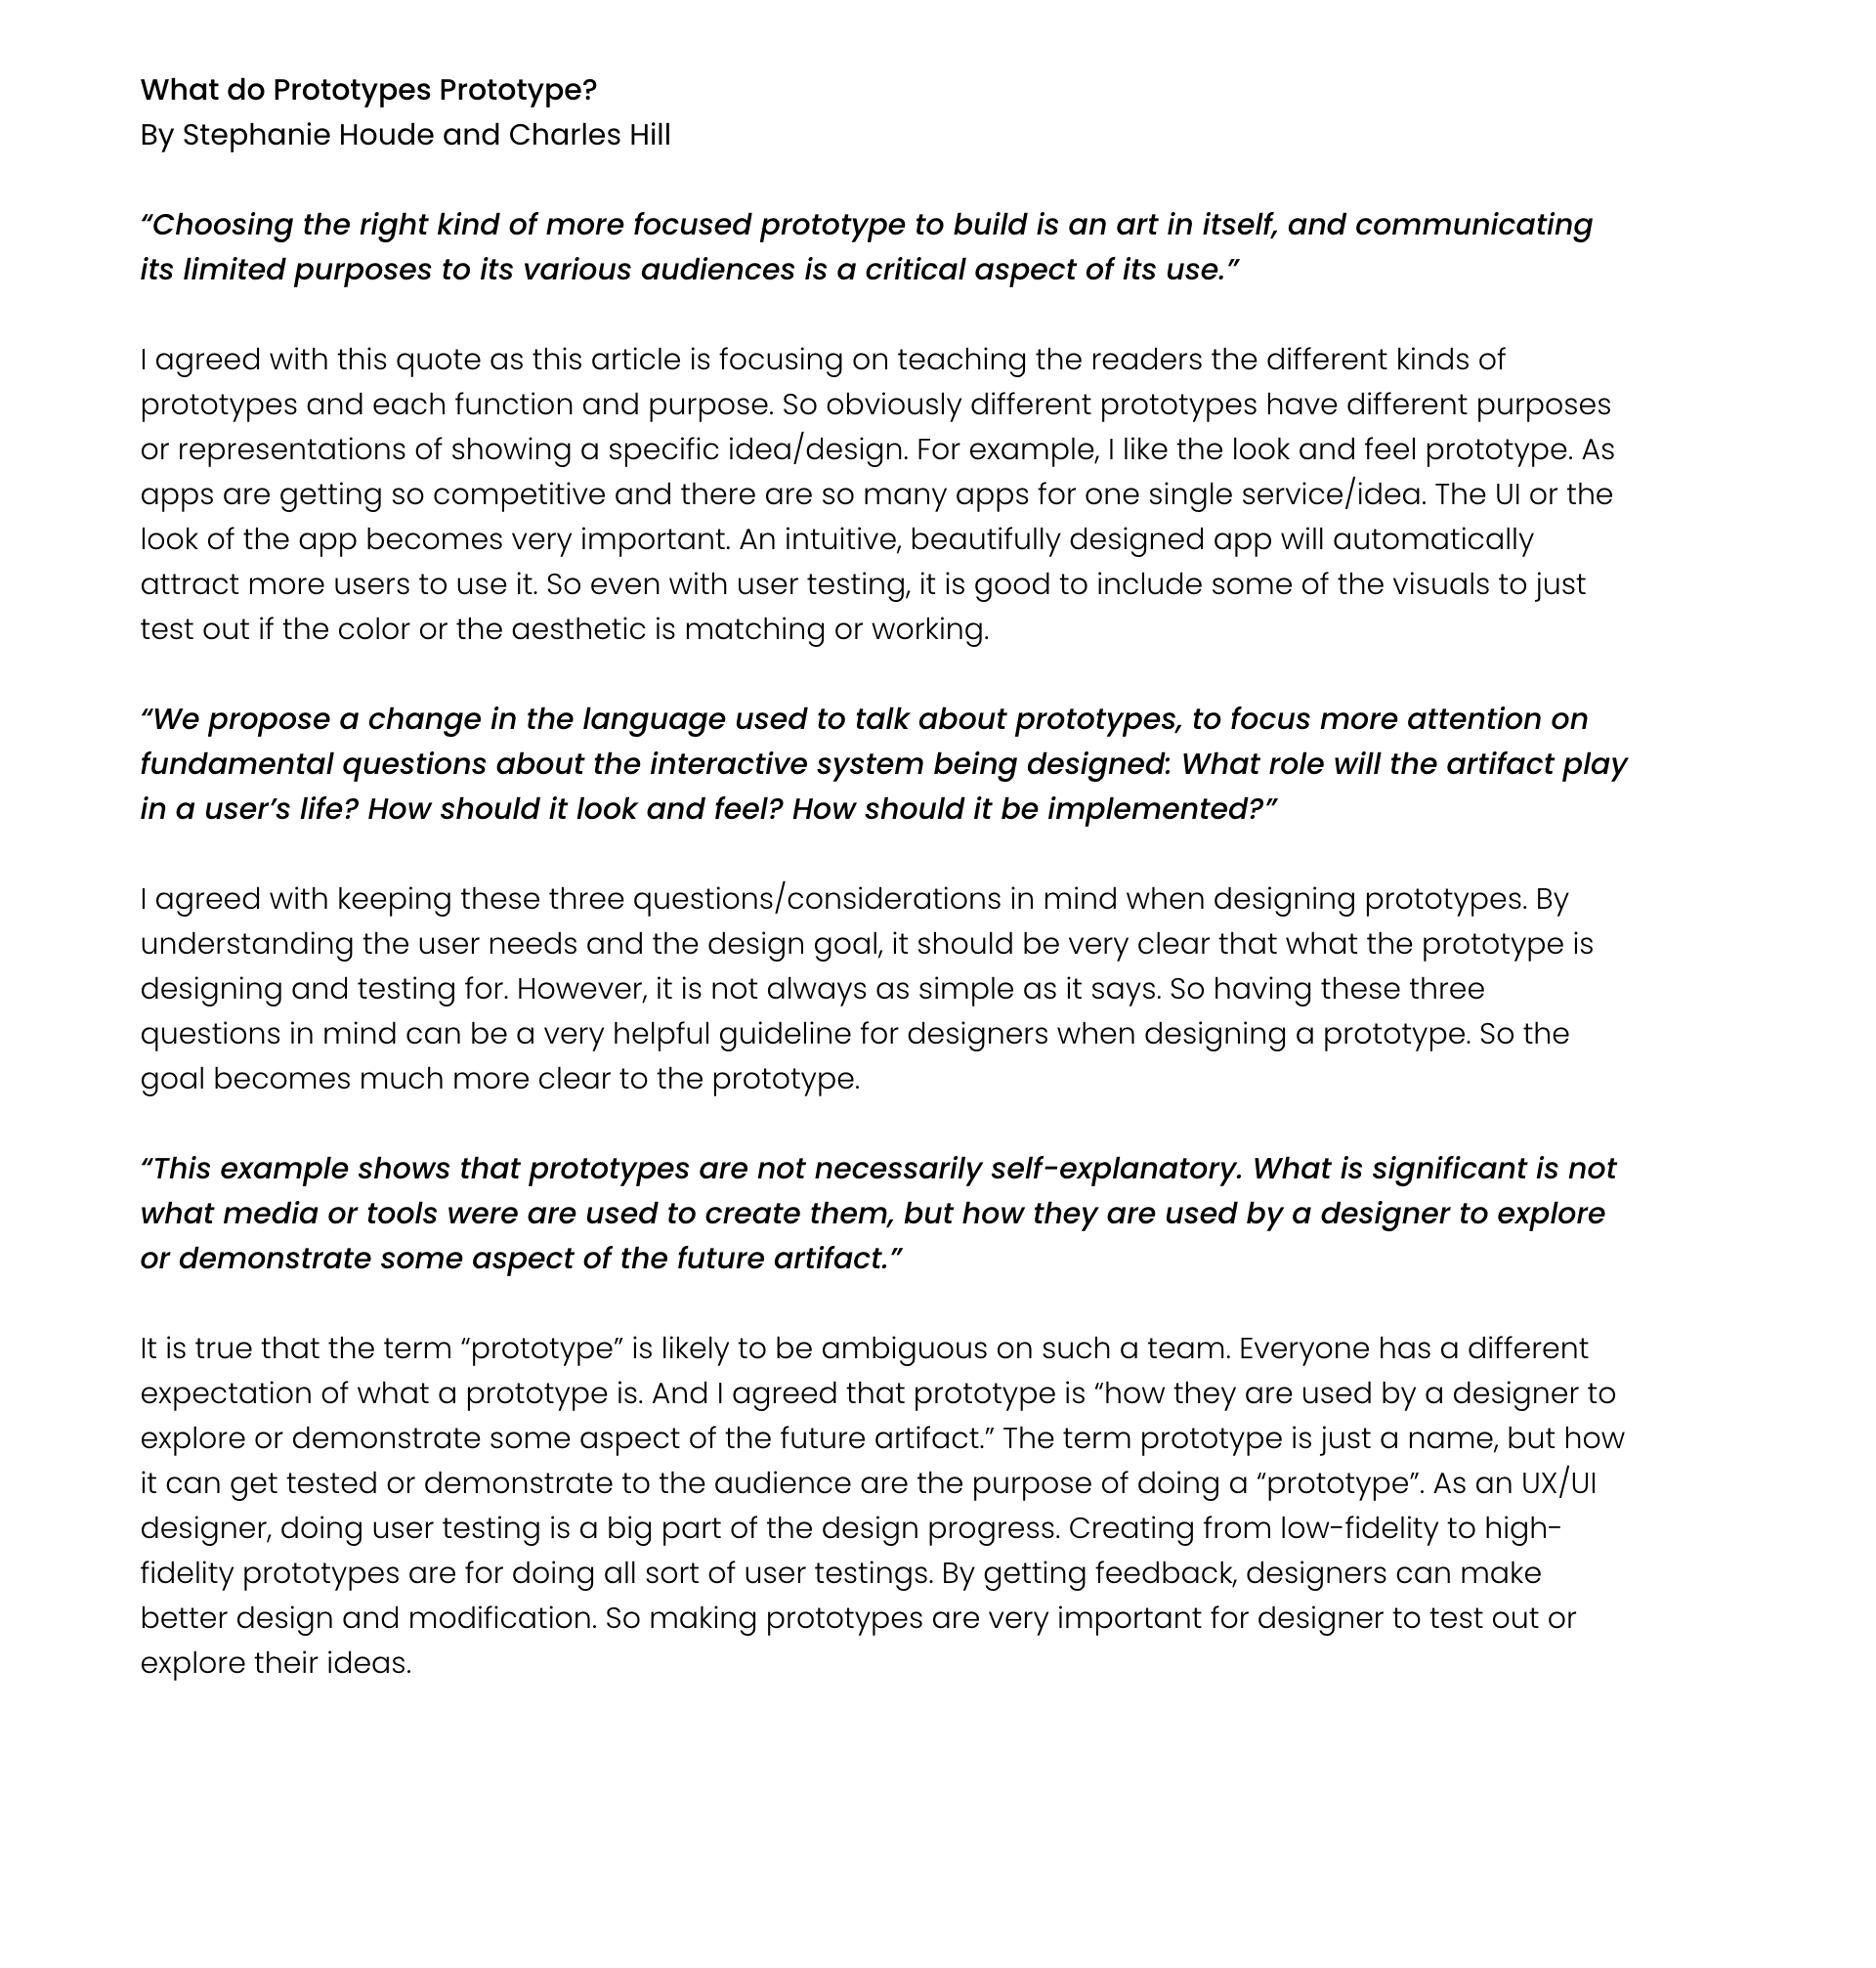 What do Prototypes Prototype?
By Stephanie Houde and Charles Hill
“Choosing the right kind of more focused prototype to build is an art in itself, and communicating
its limited purposes to its various audiences is a critical aspect of its use.”
I agreed with this quote as this article is focusing on teaching the readers the different kinds of
prototypes and each function and purpose. So obviously different prototypes have different purposes
or representations of showing a specific idea/design. For example, I like the look and feel prototype. As
apps are getting so competitive and there are so many apps for one single service/idea. The UI or the
look of the app becomes very important. An intuitive, beautifully designed app will automatically
attract more users to use it. So even with user testing, it is good to include some of the visuals to just
test out if the color or the aesthetic is matching or working.
“We propose a change in the language used to talk about prototypes, to focus more attention on
fundamental questions about the interactive system being designed: What role will the artifact play
in a user’s life? How should it look and feel? How should it be implemented?”
I agreed with keeping these three questions/considerations in mind when designing prototypes. By
understanding the user needs and the design goal, it should be very clear that what the prototype is
designing and testing for. However, it is not always as simple as it says. So having these three
questions in mind can be a very helpful guideline for designers when designing a prototype. So the
goal becomes much more clear to the prototype.
“This example shows that prototypes are not necessarily self-explanatory. What is significant is not
what media or tools were are used to create them, but how they are used by a designer to explore
or demonstrate some aspect of the future artifact.”
It is true that the term “prototype” is likely to be ambiguous on such a team. Everyone has a different
expectation of what a prototype is. And I agreed that prototype is “how they are used by a designer to
explore or demonstrate some aspect of the future artifact.” The term prototype is just a name, but how
it can get tested or demonstrate to the audience are the purpose of doing a “prototype”. As an UX/UI
designer, doing user testing is a big part of the design progress. Creating from low-fidelity to high-
fidelity prototypes are for doing all sort of user testings. By getting feedback, designers can make
better design and modification. So making prototypes are very important for designer to test out or
explore their ideas.